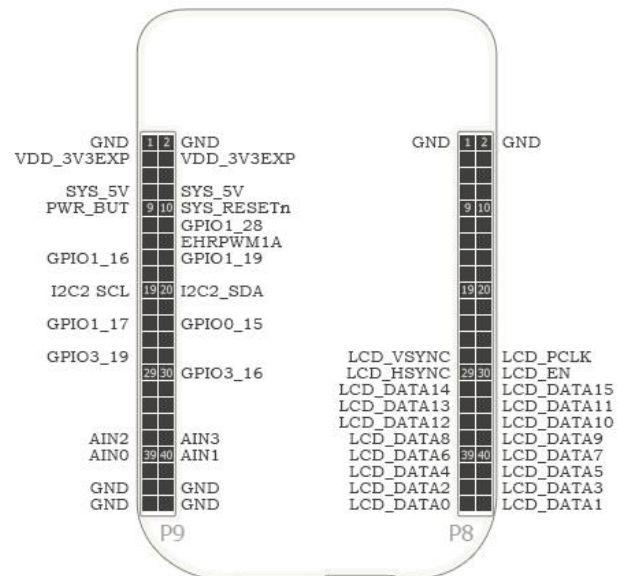 GND 1 2 GND GND 1 2 GND
VDD_3V3EXP VDD_3V3EXP
SYS_5V SYS_5V
PWR_BUT 9 10 SYS_RESETn 9 10
GPIO1_28
EHRPWM1A
GPIO1_16 GPIO1_19
I2C2 SCL 19 20 I2C2_SDA 19 20
GPIO1_17 GPIO0_15
GPIO3_19 LCD_VSYNC LCD_PCLK
29 30 GPIO3_16 LCD_HSYNC 29 30 LCD_EN
LCD_DATA14 LCD_DATA15
LCD_DATA13 LCD_DATA11
LCD_DATA12 LCD_DATA10
AIN2 AIN3 LCD_DATA8 LCD_DATA9
AIN0 39 40 AIN1 LCD_DATA6 39 40 LCD_DATA7
LCD_DATA4 LCD_DATA5
GND GND LCD_DATA2 LCD_DATA3
GND GND LCD_DATA0 LCD_DATA1
P9 P8